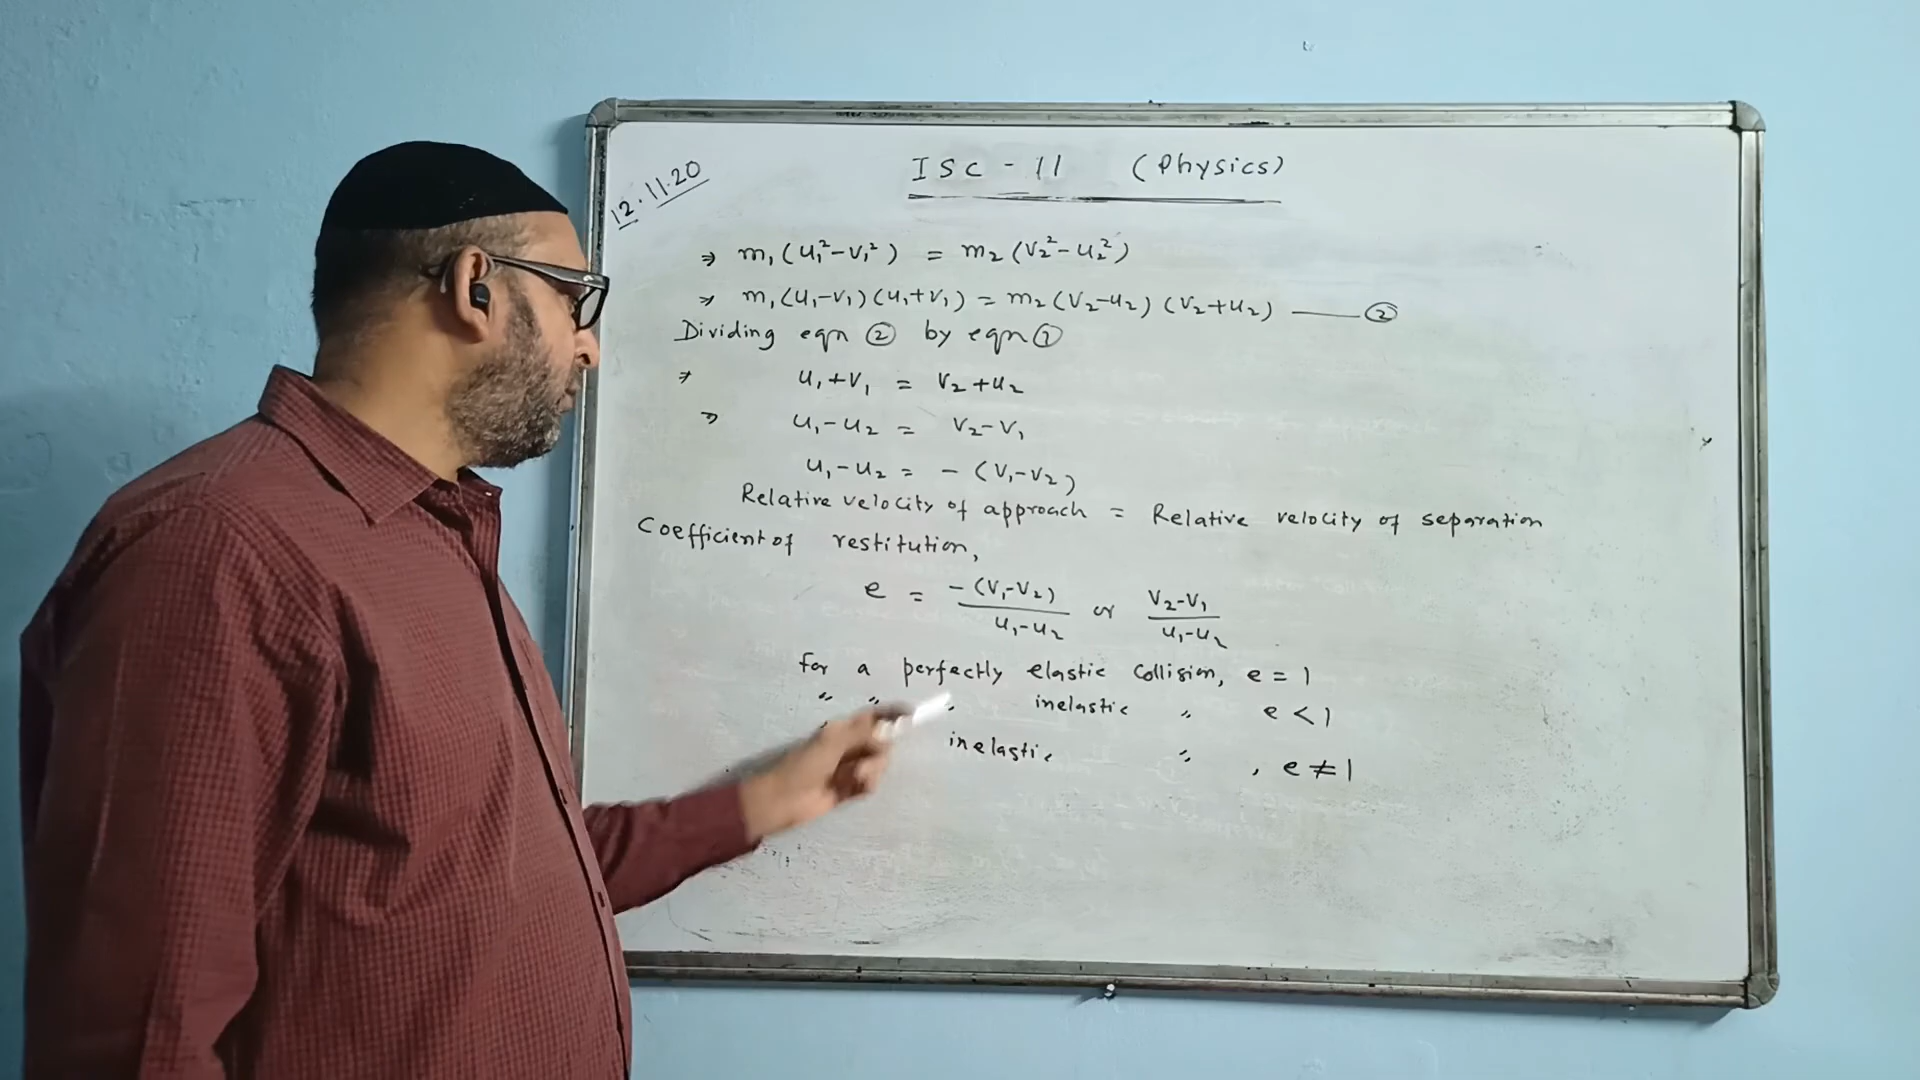 12.11.20
ISC - 11 (Physics)
⇒ m₁(u₁²-v₁²) = m₂(v₂²-u₂²)
⇒ m₁(u₁-v₁)(u₁+v₁) = m₂(v₂-u₂)(v₂+u₂) —— ②
Dividing eqn ② by eqn ①
⇒ u₁+v₁ = v₂+u₂
⇒ u₁-u₂ = v₂-v₁
u₁-u₂ = -(v₁-v₂)
Relative velocity of approach = Relative velocity of separation
Coefficient of restitution,
e = -(v₁-v₂)/(u₁-u₂) or (v₂-v₁)/(u₁-u₂)
for a perfectly elastic collision, e = 1
" " " inelastic " e < 1
" inelastic " , e ≠ 1